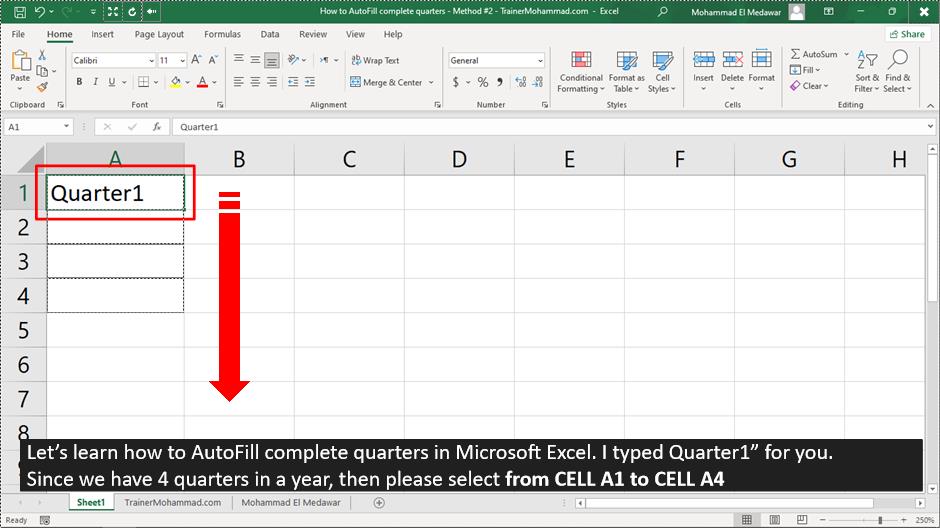 How to AutoFill complete quarters - Method #2 - TrainerMohammad.com - Excel
Mohammad El Medawar
File Home Insert Page Layout Formulas Data Review View Help
Share
Paste
Calibri 11 A A
B I U A
Wrap Text
Merge & Center
General
$ % ,
Conditional Formatting
Format as Table
Cell Styles
Insert
Delete
Format
AutoSum
Fill
Clear
Sort & Filter
Find & Select
Clipboard Font Alignment Number Styles Cells Editing
A1 fx Quarter1
A B C D E F G H
1 Quarter1
2
3
4
5
6
7
8
Let’s learn how to AutoFill complete quarters in Microsoft Excel. I typed Quarter1” for you.
Since we have 4 quarters in a year, then please select from CELL A1 to CELL A4
Sheet1 TrainerMohammad.com Mohammad El Medawar
Ready 250%